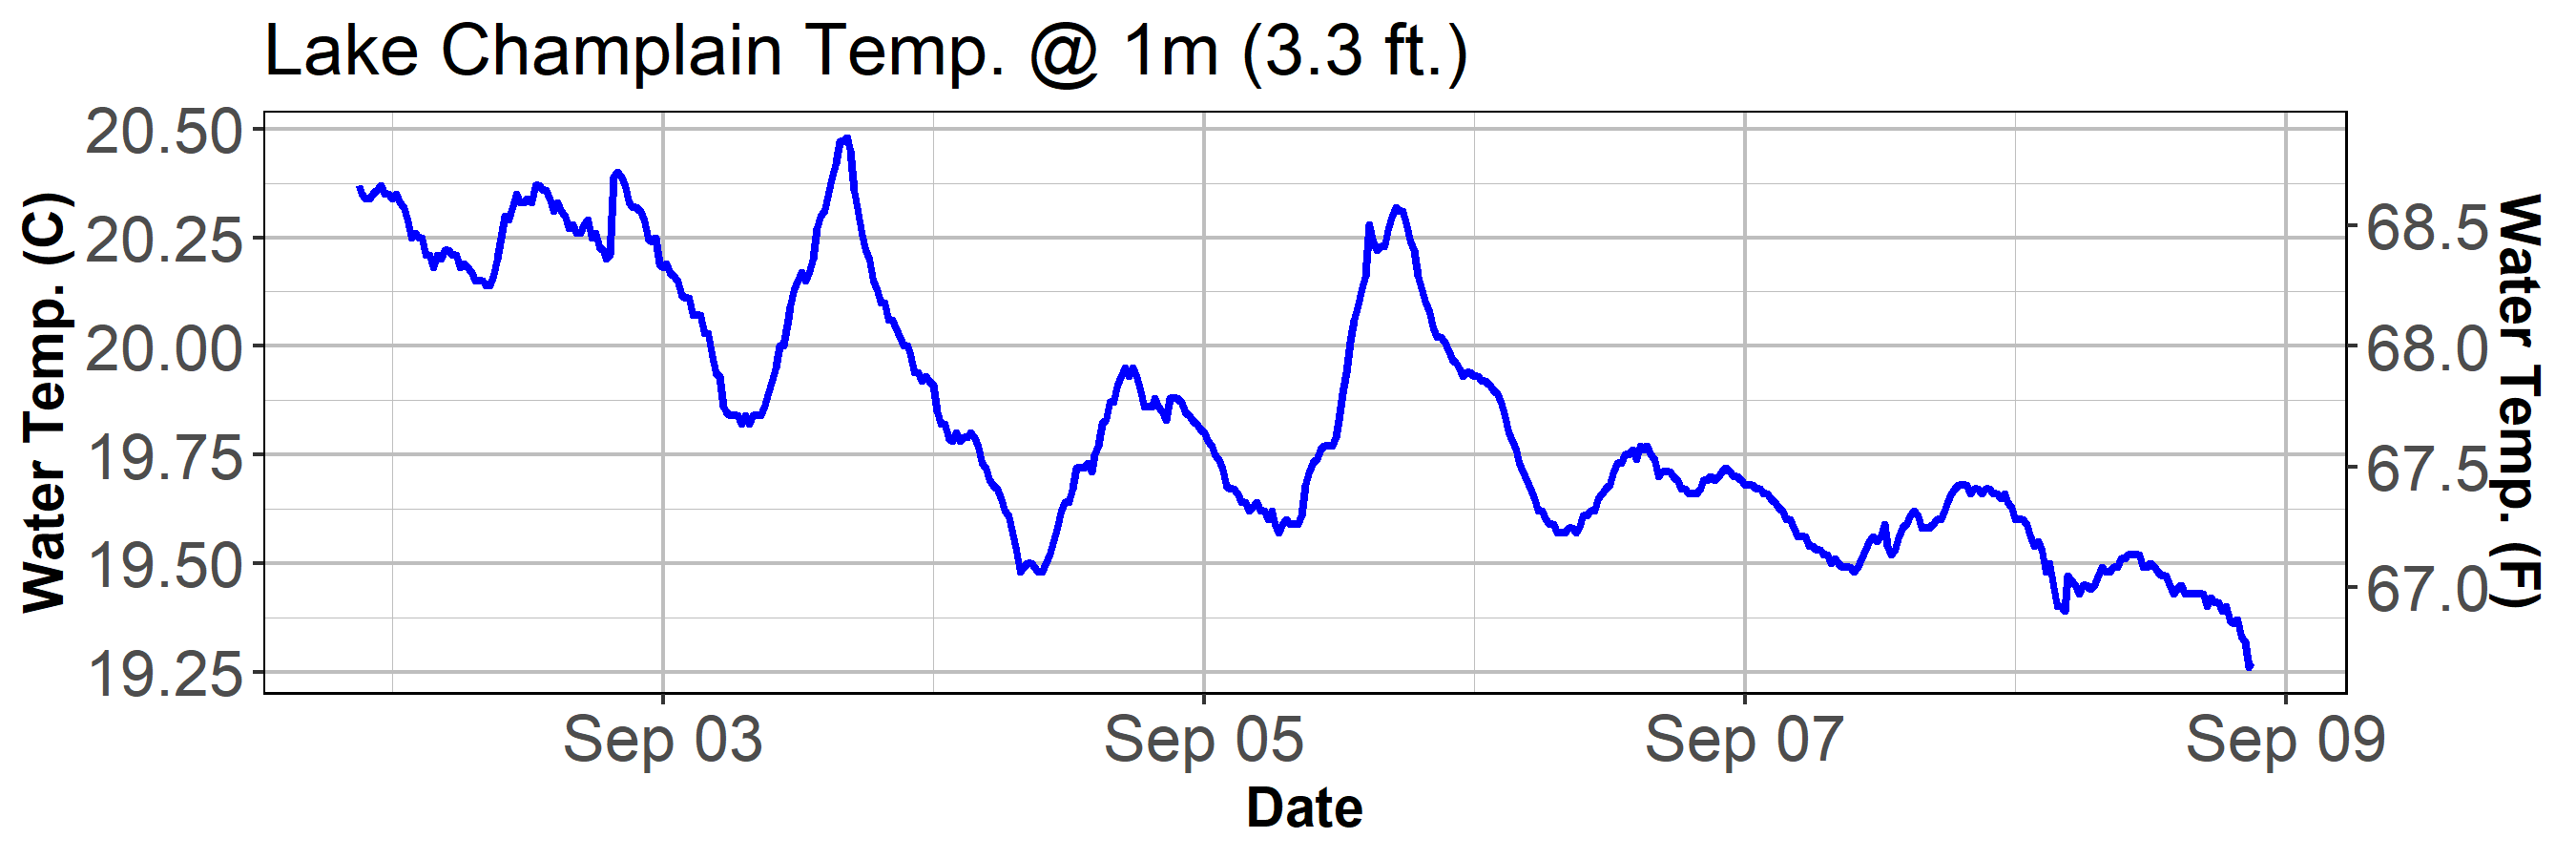 Lake Champlain Temp. @ 1m (3.3 ft.)
Water Temp. (C)
20.50
20.25
20.00
19.75
19.50
19.25
68.5
68.0
67.5
67.0
Water Temp. (F)
Sep 03
Sep 05
Sep 07
Sep 09
Date